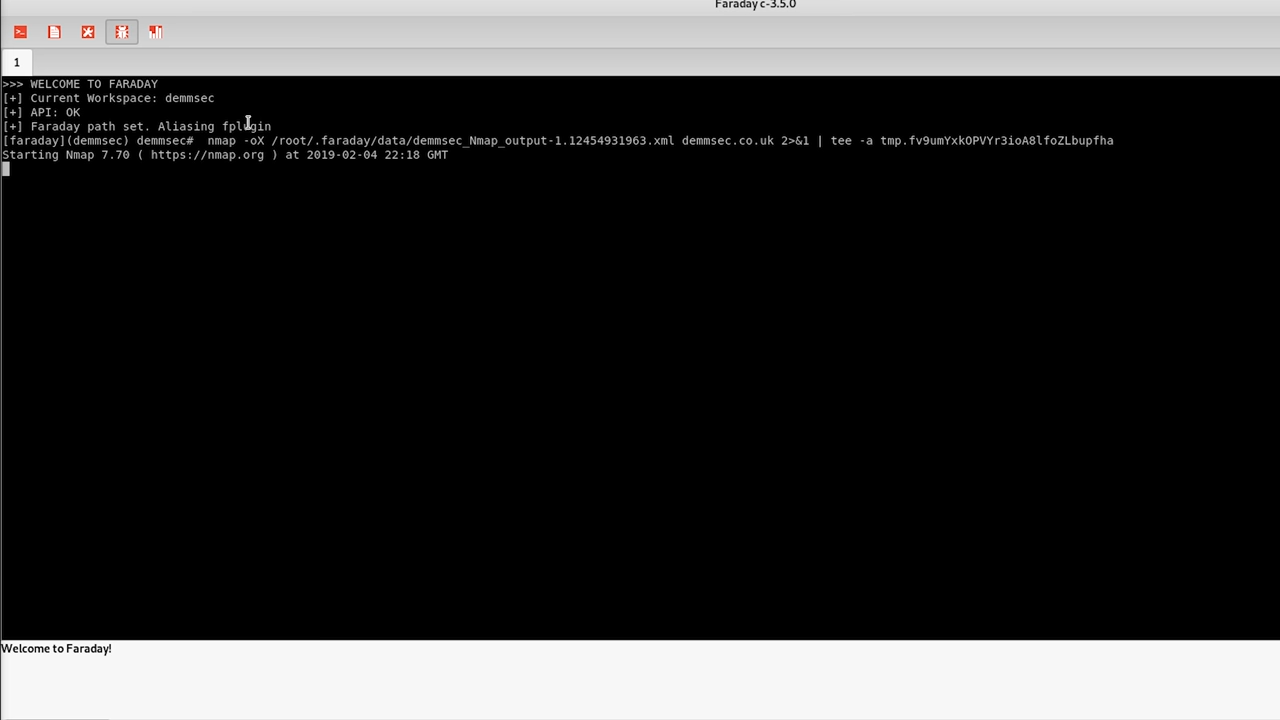 Faraday c-3.5.0
1
>>> WELCOME TO FARADAY
[+] Current Workspace: demmsec
[+] API: OK
[+] Faraday path set. Aliasing fplugin
[faraday](demmsec) demmsec#  nmap -oX /root/.faraday/data/demmsec_Nmap_output-1.12454931963.xml demmsec.co.uk 2>&1 | tee -a tmp.fv9umYxkOPVYr3ioA8lfoZLbupfha
Starting Nmap 7.70 ( https://nmap.org ) at 2019-02-04 22:18 GMT
Welcome to Faraday!